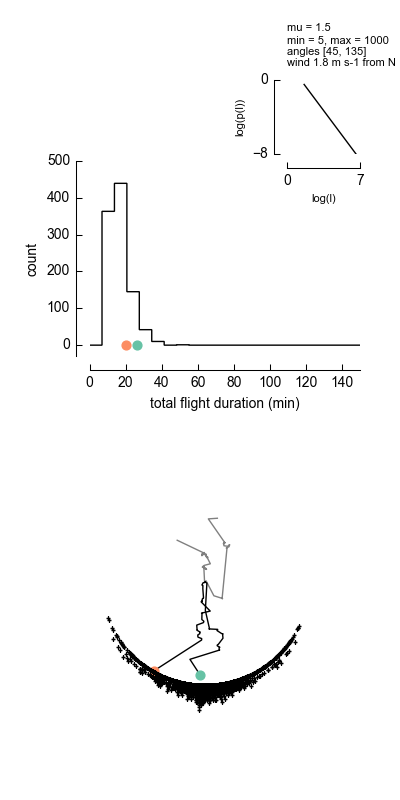 mu = 1.5
min = 5, max = 1000
angles [45, 135]
wind 1.8 m s-1 from N
0
log(p(l))
−8
0 7
log(l)
500
400
300
200
100
0
count
0 20 40 60 80 100 120 140
total flight duration (min)